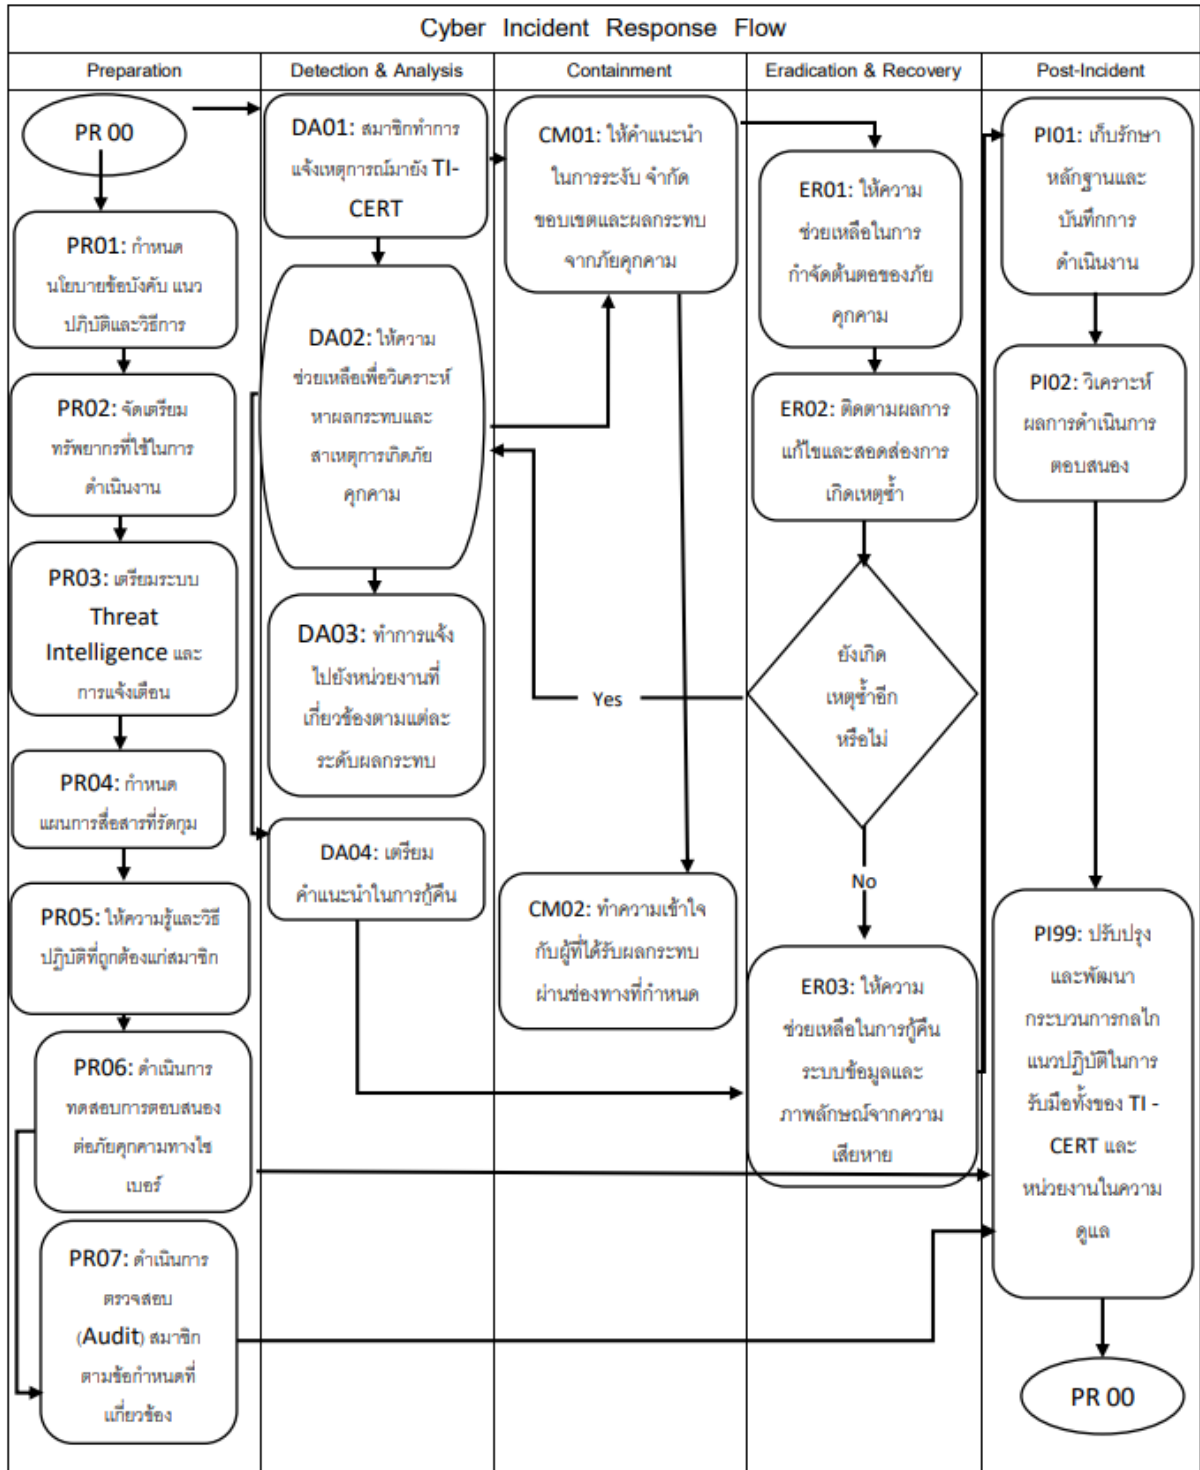 Cyber Incident Response Flow
Preparation
Detection & Analysis
Containment
Eradication & Recovery
Post-Incident
PR 00
PR01: กำหนด
นโยบายข้อบังคับ แนว
ปฏิบัติและวิธีการ
PR02: จัดเตรียม
ทรัพยากรที่ใช้ในการ
ดำเนินงาน
PR03: เตรียมระบบ
Threat
Intelligence และ
การแจ้งเตือน
PR04: กำหนด
แผนการสื่อสารที่รัดกุม
PR05: ให้ความรู้และวิธี
ปฏิบัติที่ถูกต้องแก่สมาชิก
PR06: ดำเนินการ
ทดสอบการตอบสนอง
ต่อภัยคุกคามทางไซ
เบอร์
PR07: ดำเนินการ
ตรวจสอบ
(Audit) สมาชิก
ตามข้อกำหนดที่
เกี่ยวข้อง
DA01: สมาชิกทำการ
แจ้งเหตุการณ์มายัง TI-
CERT
DA02: ให้ความ
ช่วยเหลือเพื่อวิเคราะห์
หาผลกระทบและ
สาเหตุการเกิดภัย
คุกคาม
DA03: ทำการแจ้ง
ไปยังหน่วยงานที่
เกี่ยวข้องตามแต่ละ
ระดับผลกระทบ
DA04: เตรียม
คำแนะนำในการกู้คืน
CM01: ให้คำแนะนำ
ในการระงับ จำกัด
ขอบเขตและผลกระทบ
จากภัยคุกคาม
Yes
CM02: ทำความเข้าใจ
กับผู้ที่ได้รับผลกระทบ
ผ่านช่องทางที่กำหนด
ER01: ให้ความ
ช่วยเหลือในการ
กำจัดต้นตอของภัย
คุกคาม
ER02: ติดตามผลการ
แก้ไขและสอดส่องการ
เกิดเหตุซ้ำ
ยังเกิด
เหตุซ้ำอีก
หรือไม่
No
ER03: ให้ความ
ช่วยเหลือในการกู้คืน
ระบบข้อมูลและ
ภาพลักษณ์จากความ
เสียหาย
PI01: เก็บรักษา
หลักฐานและ
บันทึกการ
ดำเนินงาน
PI02: วิเคราะห์
ผลการดำเนินการ
ตอบสนอง
PI99: ปรับปรุง
และพัฒนา
กระบวนการกลไก
แนวปฏิบัติในการ
รับมือทั้งของ TI -
CERT และ
หน่วยงานในความ
ดูแล
PR 00